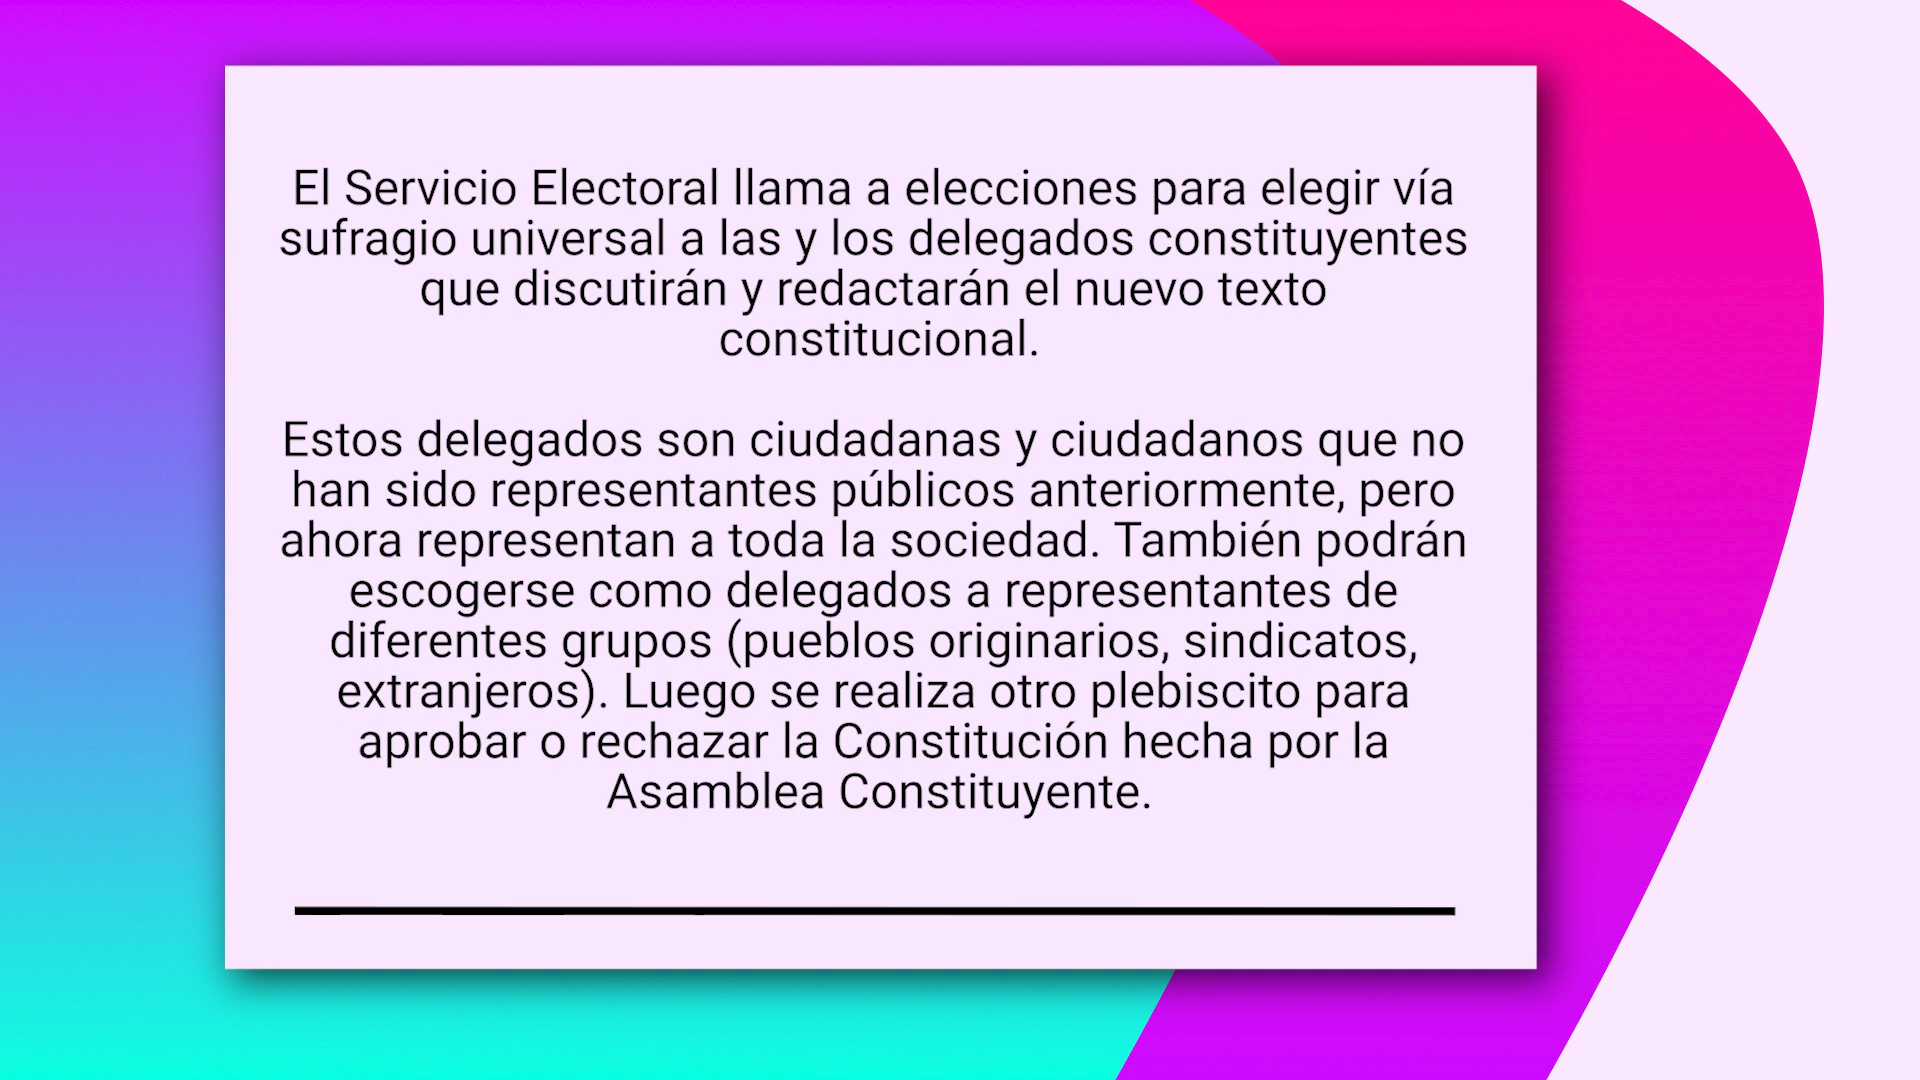 El Servicio Electoral llama a elecciones para elegir vía
sufragio universal a las y los delegados constituyentes
que discutirán y redactarán el nuevo texto
constitucional.
Estos delegados son ciudadanas y ciudadanos que no
han sido representantes públicos anteriormente, pero
ahora representan a toda la sociedad. También podrán
escogerse como delegados a representantes de
diferentes grupos (pueblos originarios, sindicatos,
extranjeros). Luego se realiza otro plebiscito para
aprobar o rechazar la Constitución hecha por la
Asamblea Constituyente.